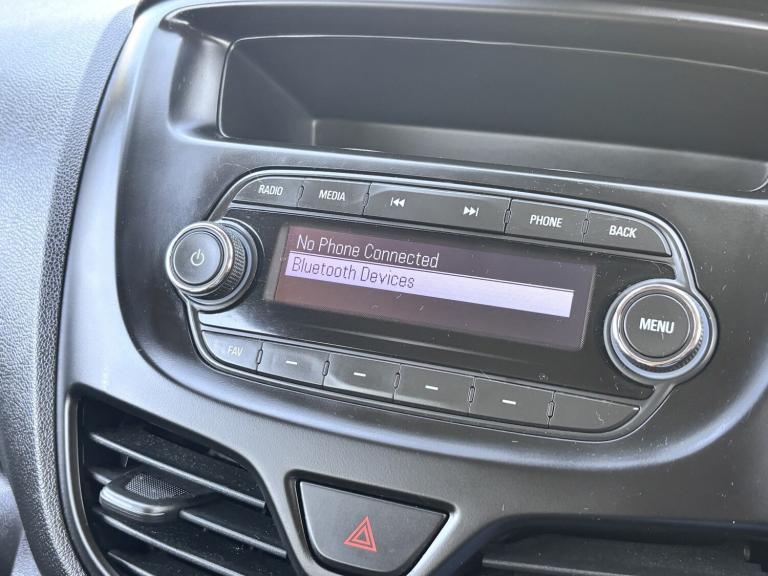 RADIO MEDIA PHONE BACK
No Phone Connected
Bluetooth Devices
MENU
FAV